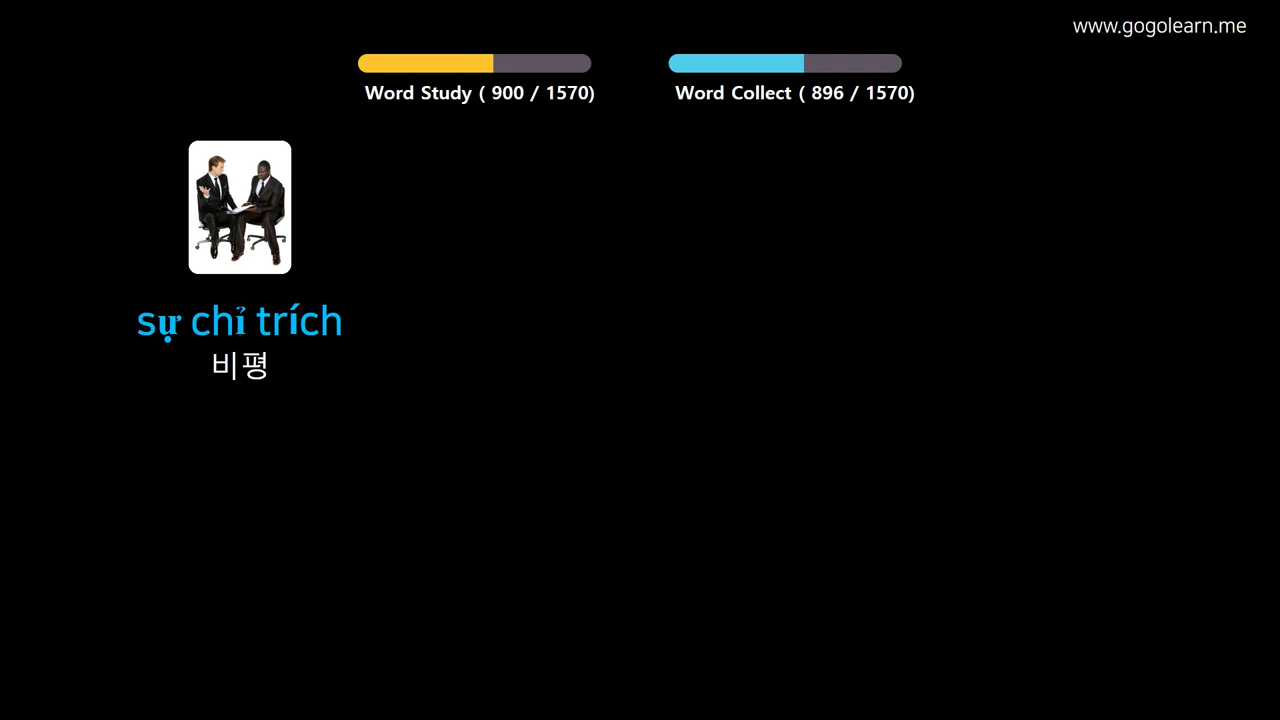 www.gogolearn.me
Word Study ( 900 / 1570)
Word Collect ( 896 / 1570)
sự chỉ trích
비평